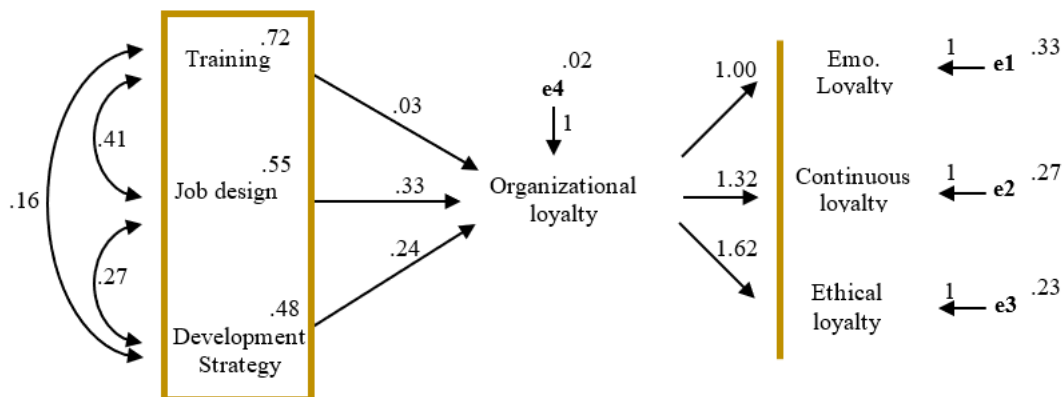 .72
Training
.03
.41
.16
.55
Job design
.33
.27
.24
.48
Development
Strategy
.02
e4
1
Organizational
loyalty
1.00
1.32
1.62
Emo.
Loyalty
1
e1
.33
Continuous
loyalty
1
e2
.27
Ethical
loyalty
1
e3
.23